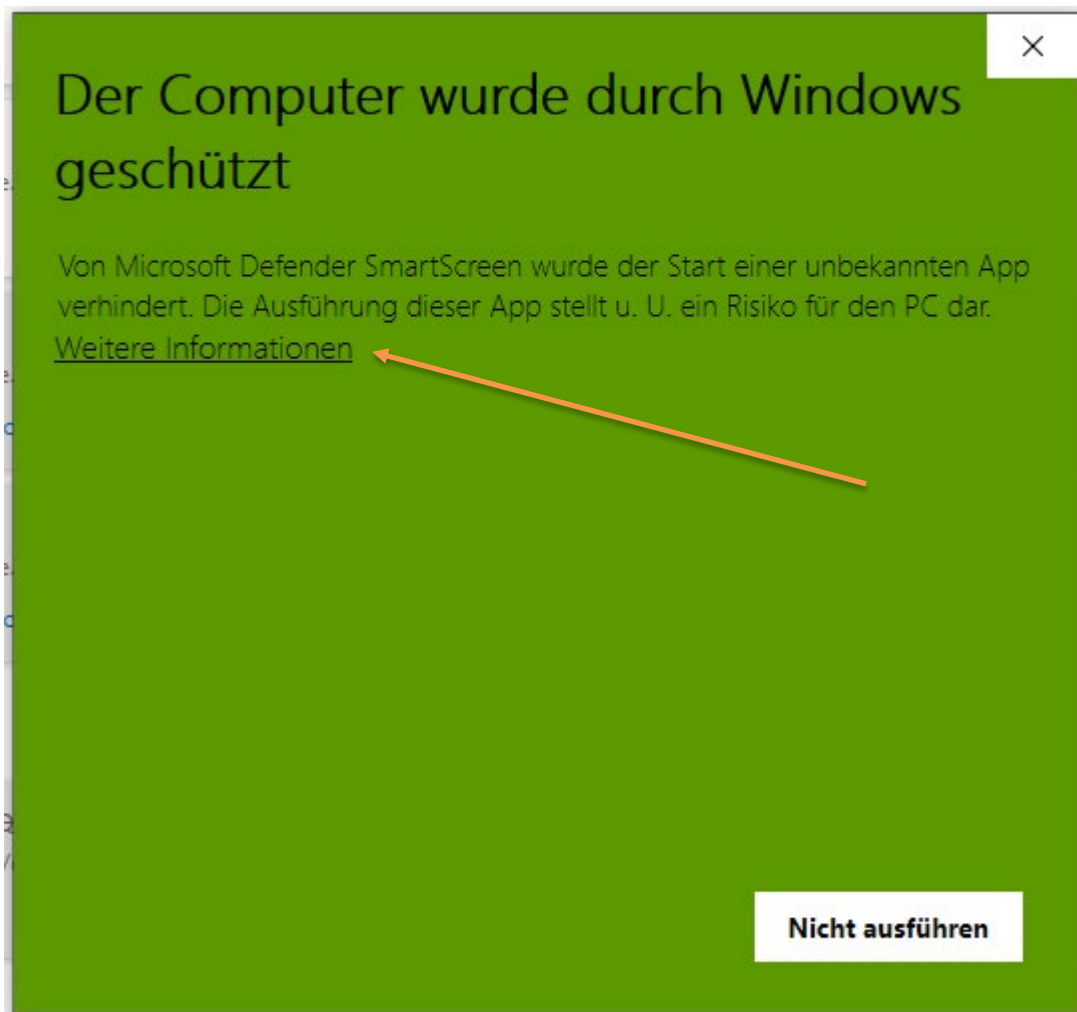 Der Computer wurde durch Windows
geschützt
Von Microsoft Defender SmartScreen wurde der Start einer unbekannten App
verhindert. Die Ausführung dieser App stellt u. U. ein Risiko für den PC dar.
Weitere Informationen
Nicht ausführen